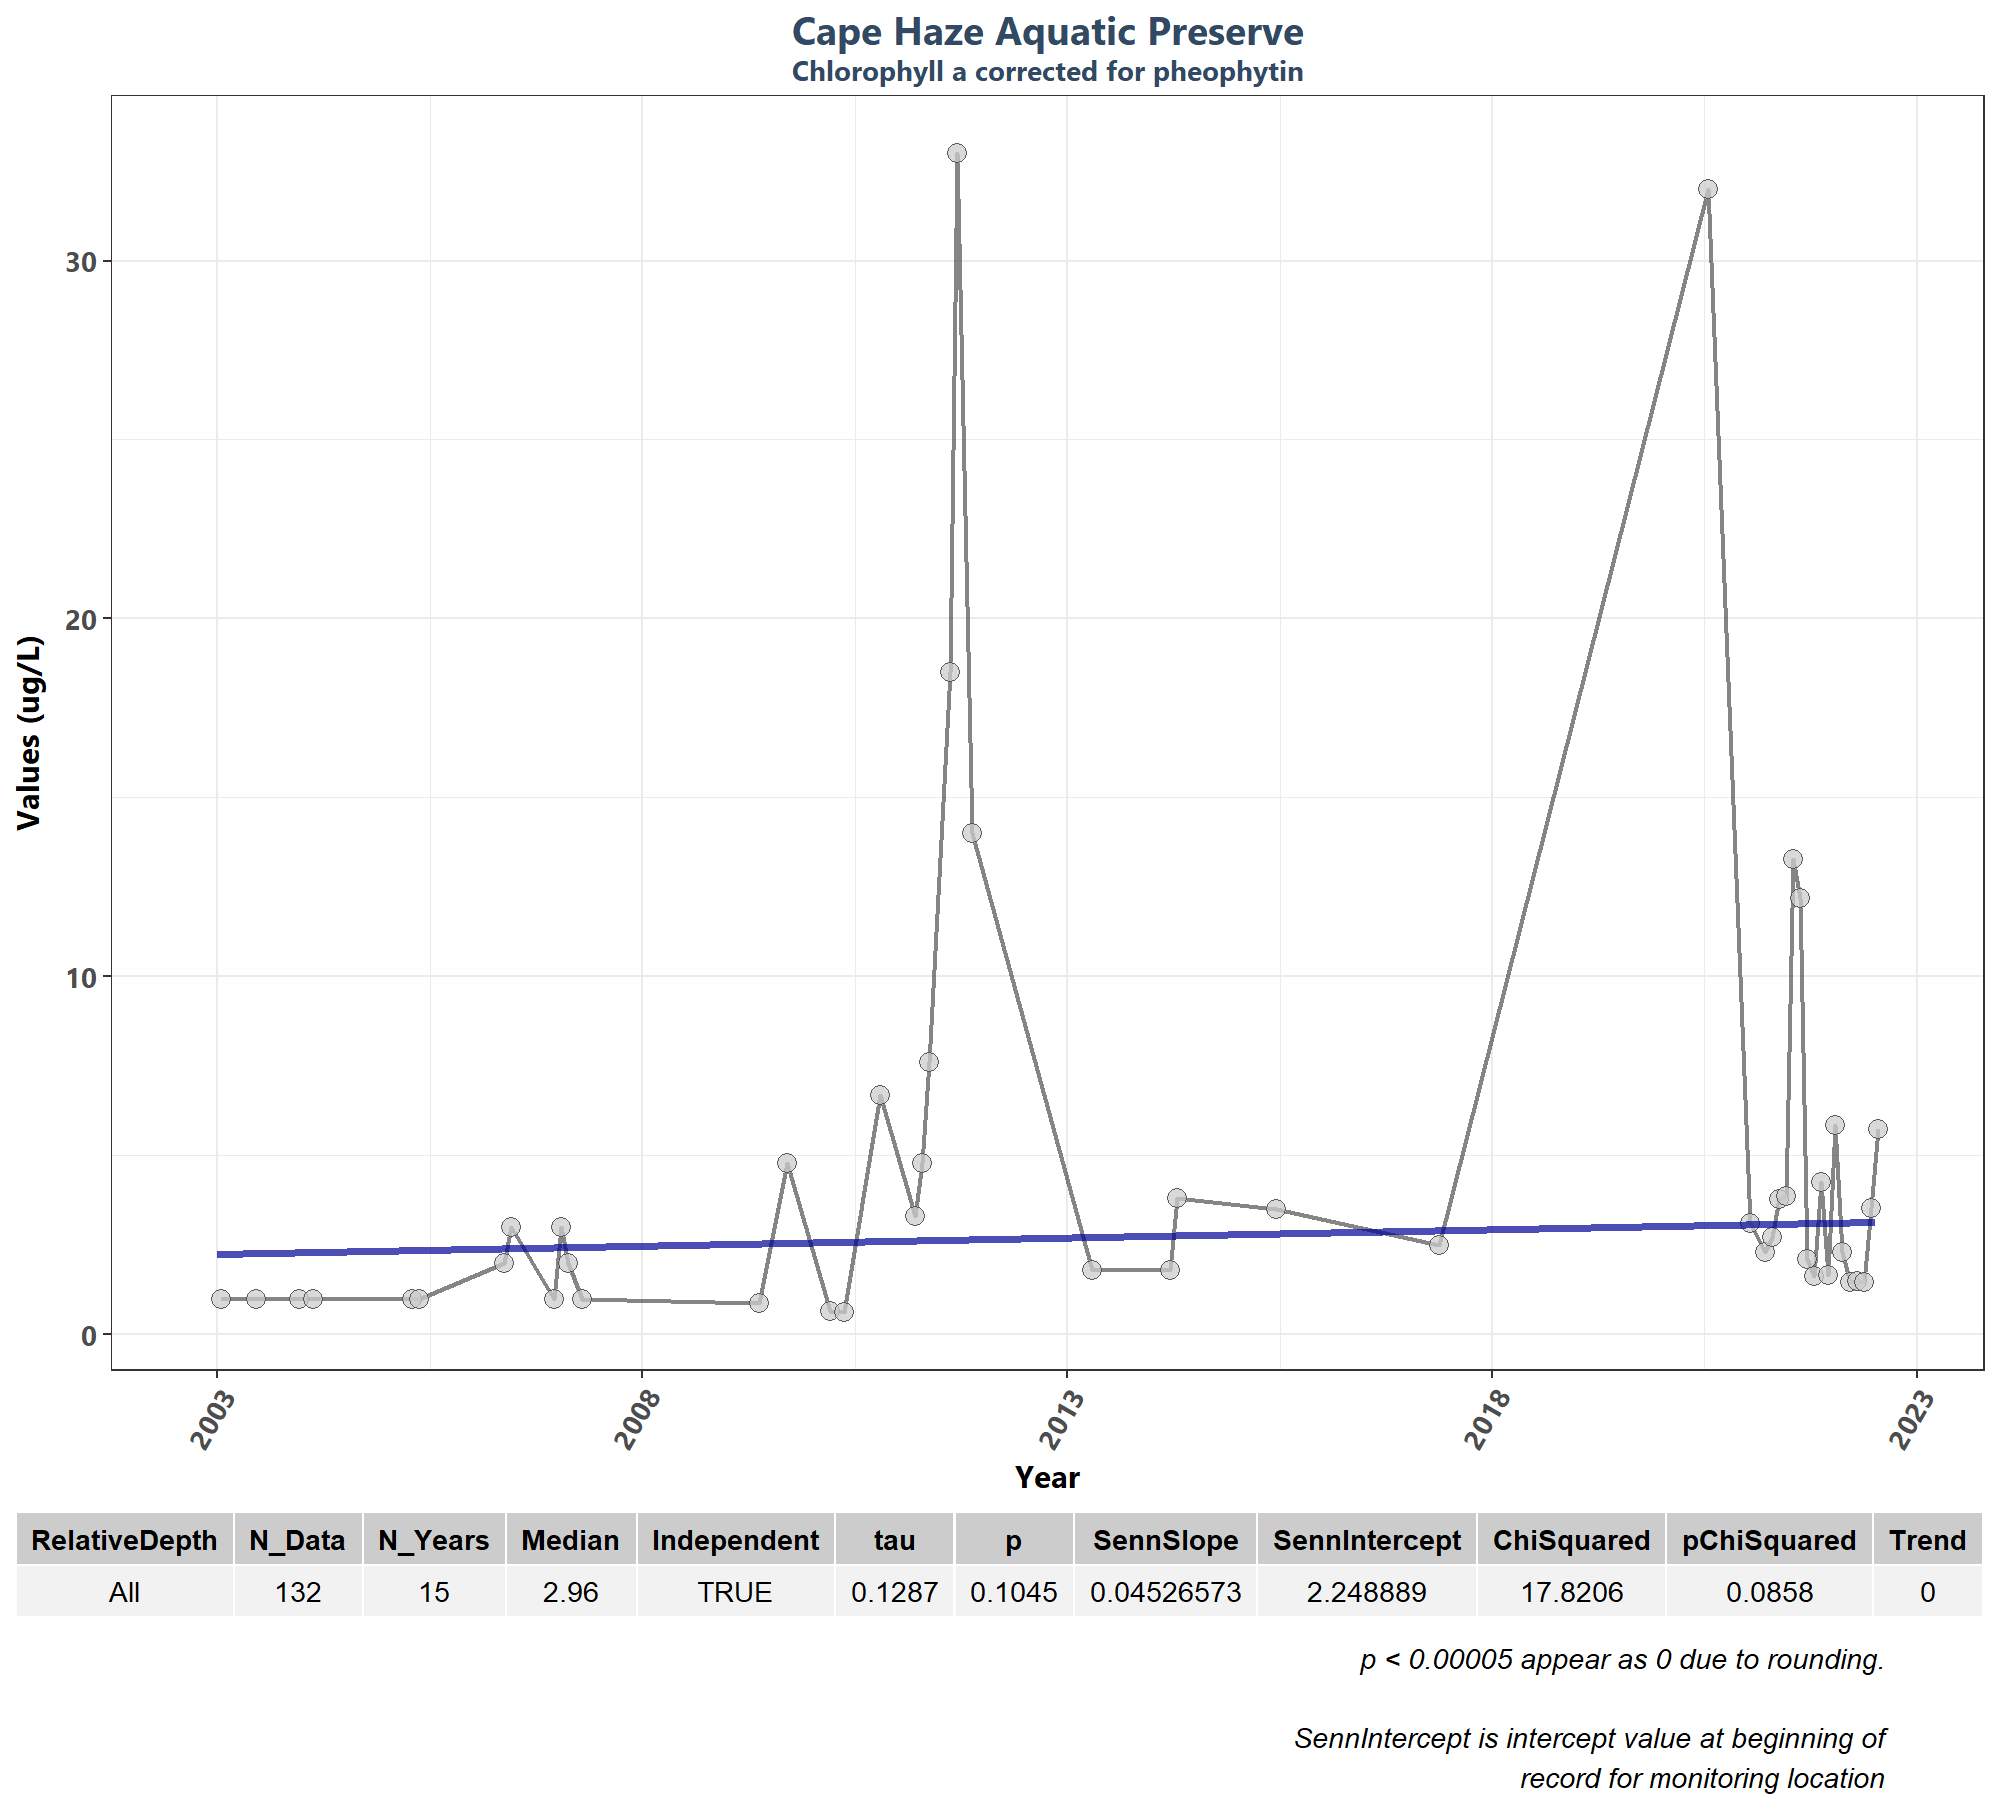 Cape Haze Aquatic Preserve
Chlorophyll a corrected for pheophytin
Values (ug/L)
30
20
10
0
2003 2008 2013 2018 2023
Year
RelativeDepth N_Data N_Years Median Independent tau p SennSlope SennIntercept ChiSquared pChiSquared Trend
All 132 15 2.96 TRUE 0.1287 0.1045 0.04526573 2.248889 17.8206 0.0858 0
p < 0.00005 appear as 0 due to rounding.
SennIntercept is intercept value at beginning of
record for monitoring location